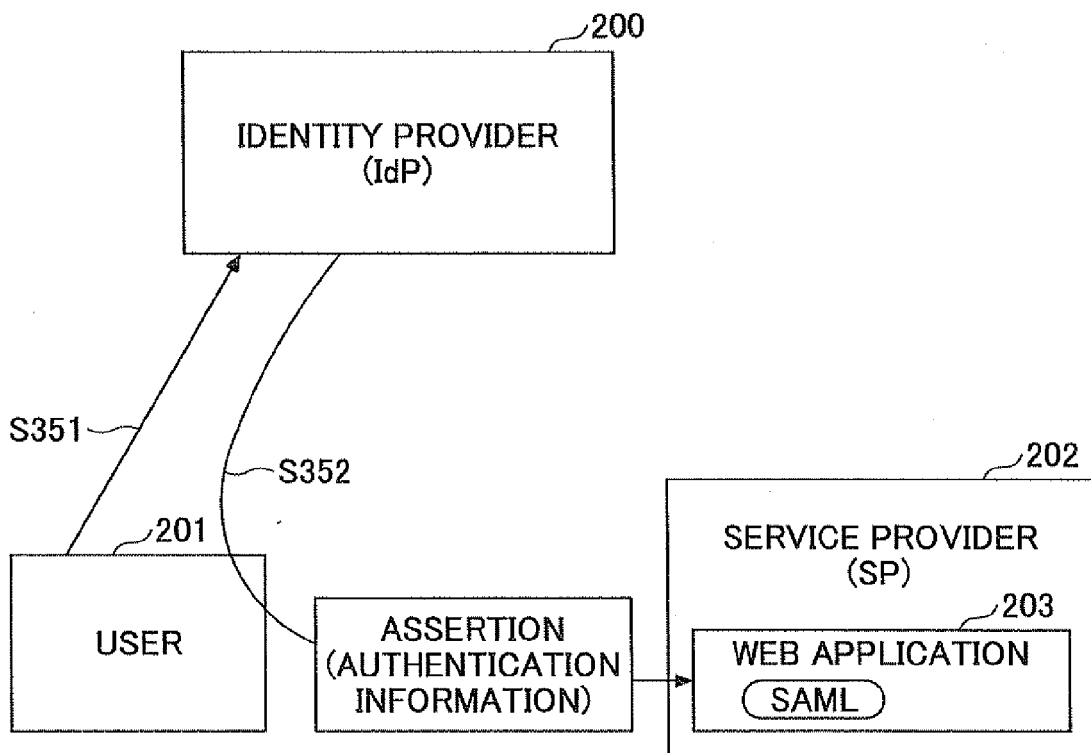 200
IDENTITY PROVIDER
(IdP)
S351
S352
202
201
SERVICE PROVIDER
(SP)
203
USER
ASSERTION
(AUTHENTICATION
INFORMATION)
WEB APPLICATION
SAML